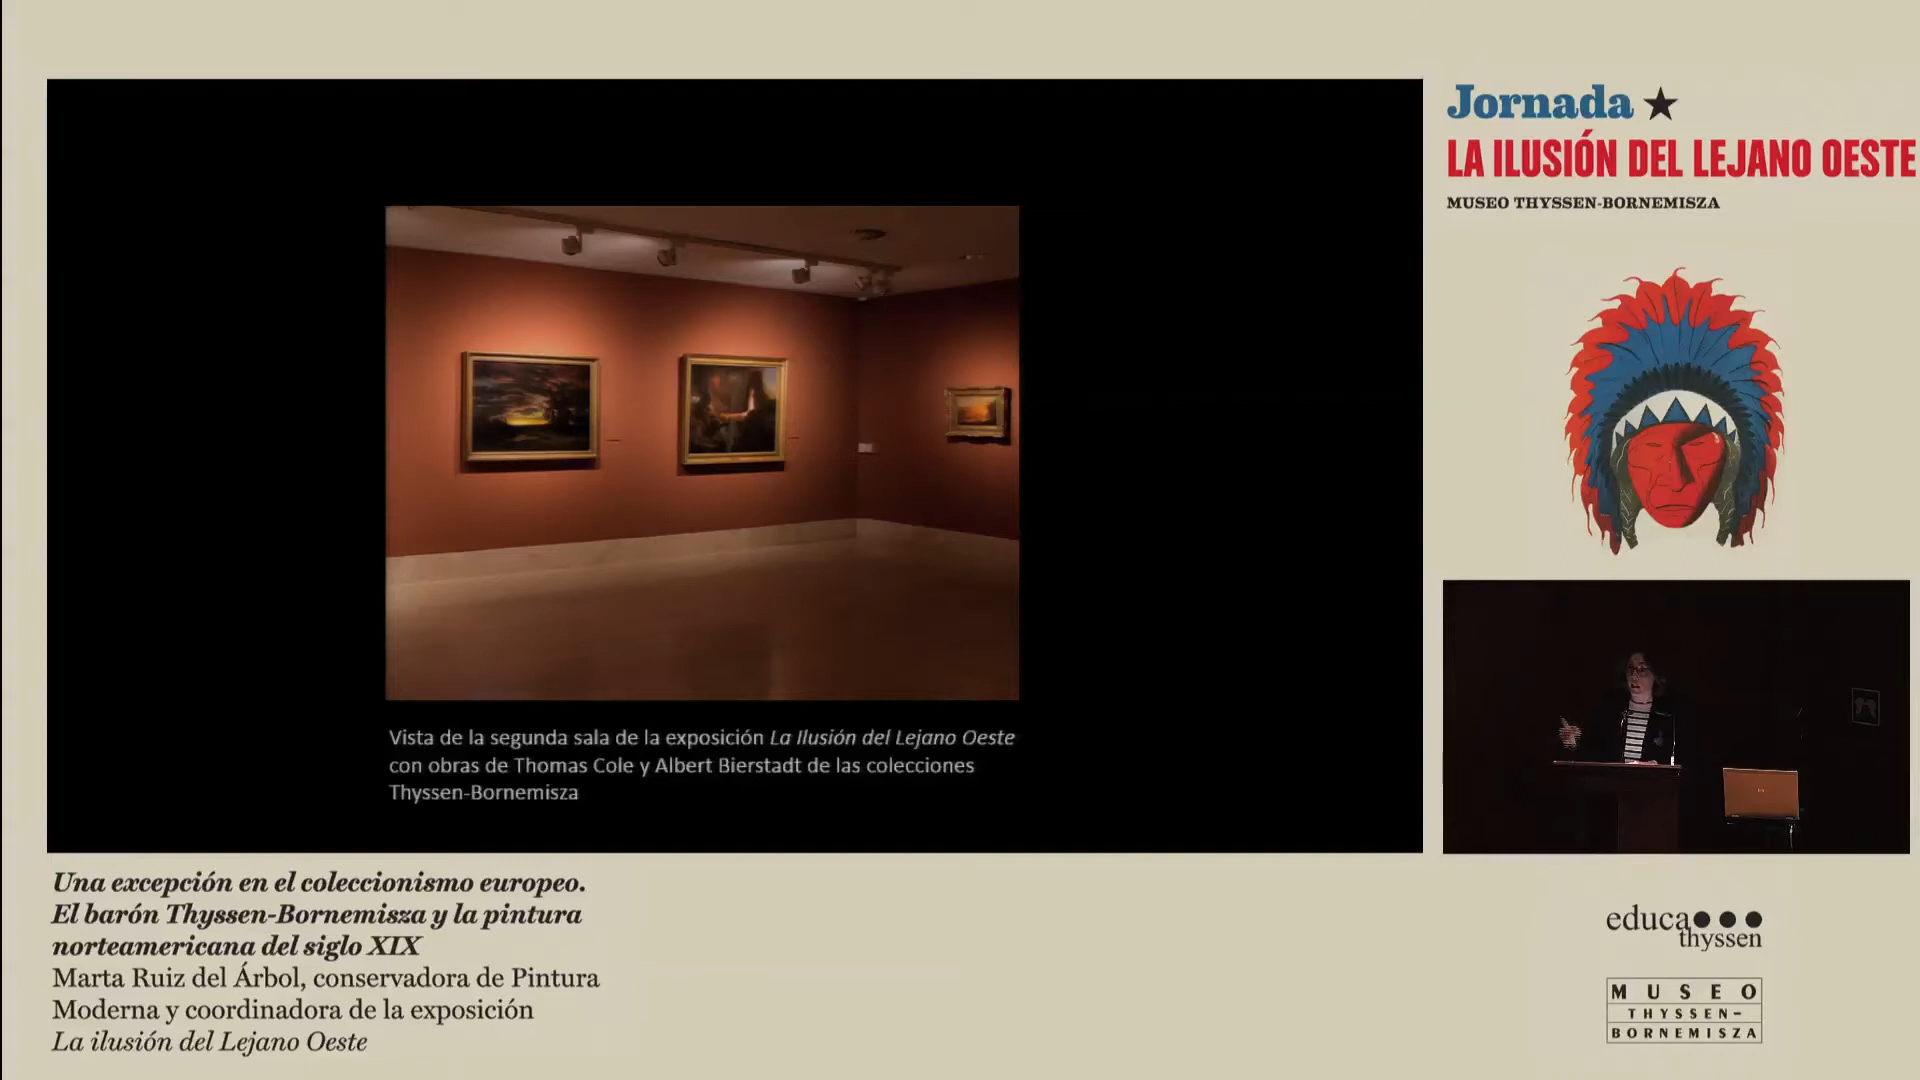 Jornada ★
LA ILUSIÓN DEL LEJANO OESTE
MUSEO THYSSEN-BORNEMISZA
Vista de la segunda sala de la exposición La Ilusión del Lejano Oeste
con obras de Thomas Cole y Albert Bierstadt de las colecciones
Thyssen-Bornemisza
Una excepción en el coleccionismo europeo.
El barón Thyssen-Bornemisza y la pintura
norteamericana del siglo XIX
Marta Ruiz del Árbol, conservadora de Pintura
Moderna y coordinadora de la exposición
La ilusión del Lejano Oeste
educa
thyssen
MUSEO
THYSSEN-
BORNEMISZA